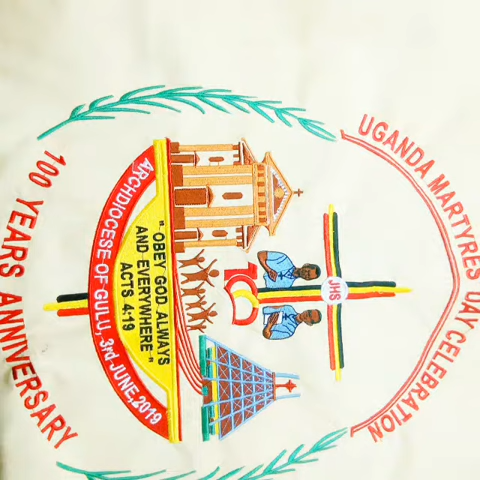 UGANDA MARTYRES DAY CELEBRATION
JHS
" OBEY GOD ALWAYS
AND EVERYWHERE "
ACTS 4:19
ARCHDIOCESE OF GULU, 3rd JUNE, 2019
100 YEARS ANNIVERSARY